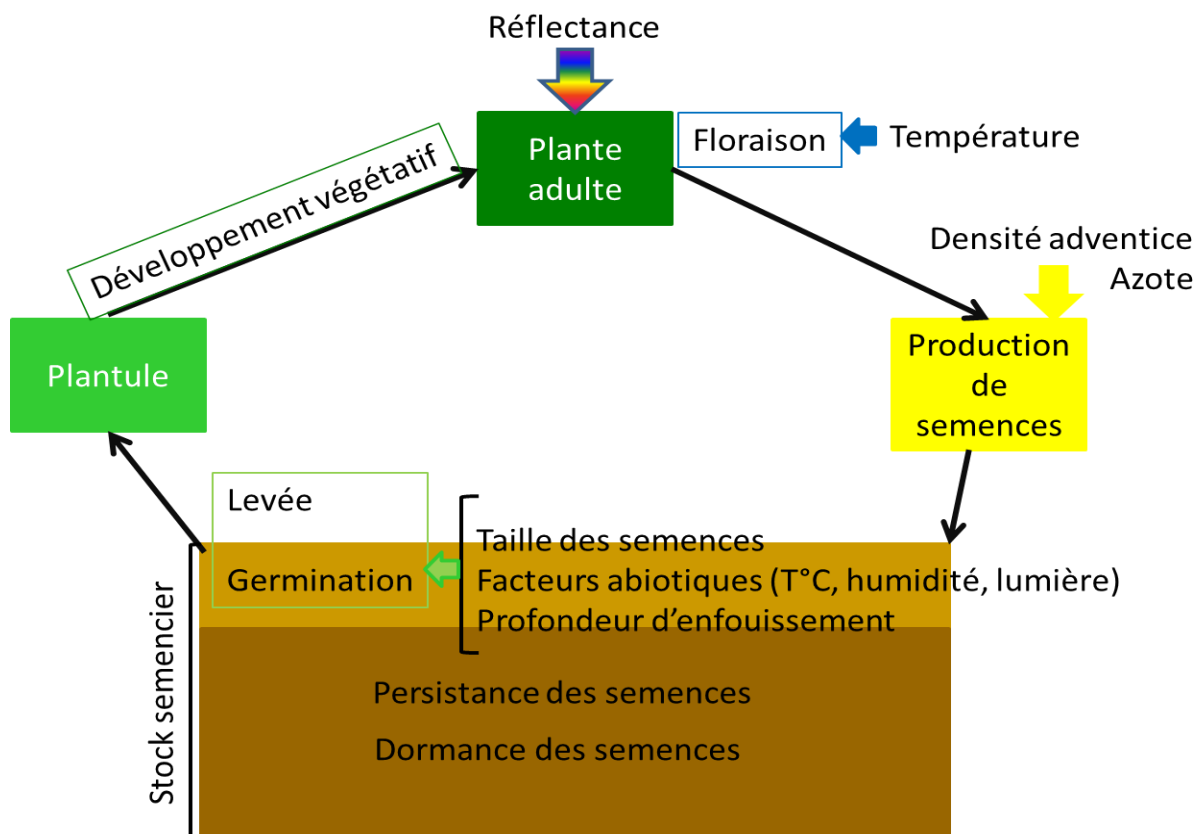 Réflectance
Plante
adulte
Floraison
Température
Développement végétatif
Densité adventice
Azote
Plantule
Production
de
semences
Levée
Germination
Taille des semences
Facteurs abiotiques (T°C, humidité, lumière)
Profondeur d’enfouissement
Stock semencier
Persistance des semences
Dormance des semences